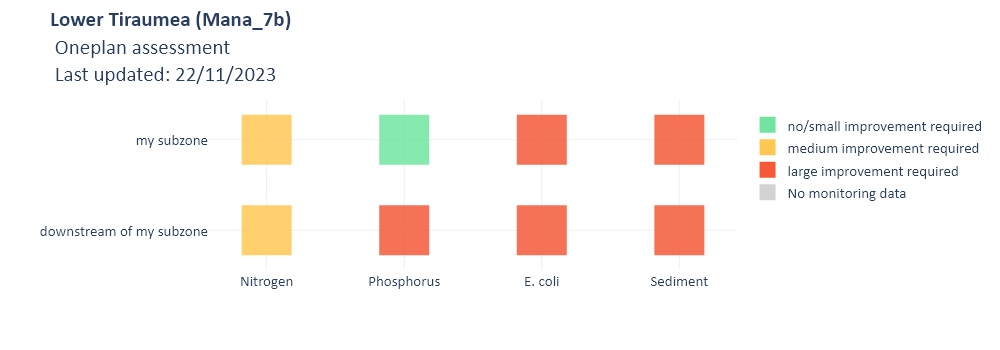 Lower Tiraumea (Mana_7b)
Oneplan assessment
Last updated: 22/11/2023
my subzone
downstream of my subzone
Nitrogen
Phosphorus
E. coli
Sediment
no/small improvement required
medium improvement required
large improvement required
No monitoring data